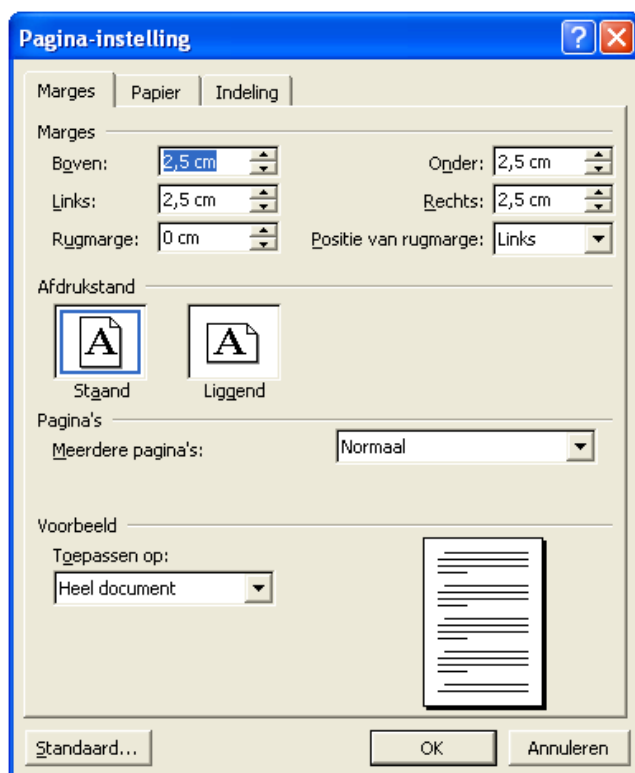 Pagina-instelling
Marges Papier Indeling
Marges
Boven: 2,5 cm Onder: 2,5 cm
Links: 2,5 cm Rechts: 2,5 cm
Rugmarge: 0 cm Positie van rugmarge: Links
Afdrukstand
A A
Staand Liggend
Pagina's
Meerdere pagina's: Normaal
Voorbeeld
Toepassen op:
Heel document
Standaard... OK Annuleren